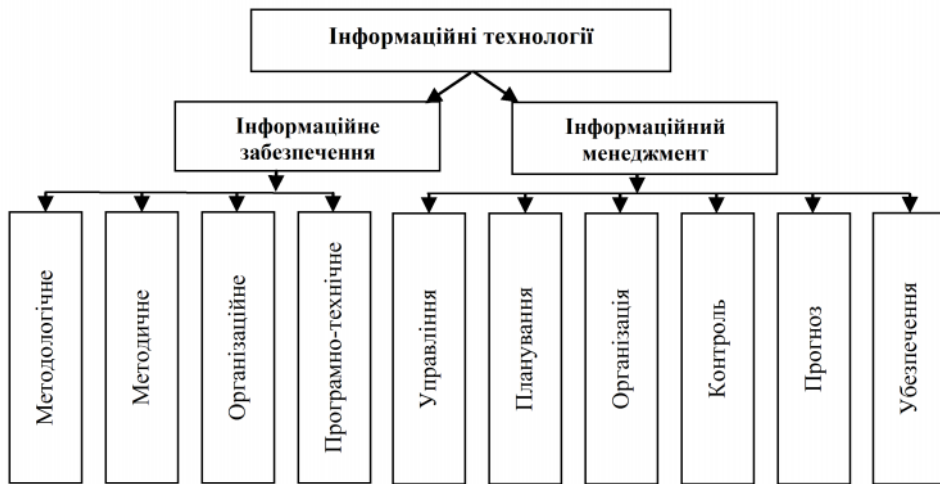 Інформаційні технології
Інформаційне
забезпечення
Інформаційний
менеджмент
Методологічне
Методичне
Організаційне
Програмно-технічне
Управління
Планування
Організація
Контроль
Прогноз
Убезпечення